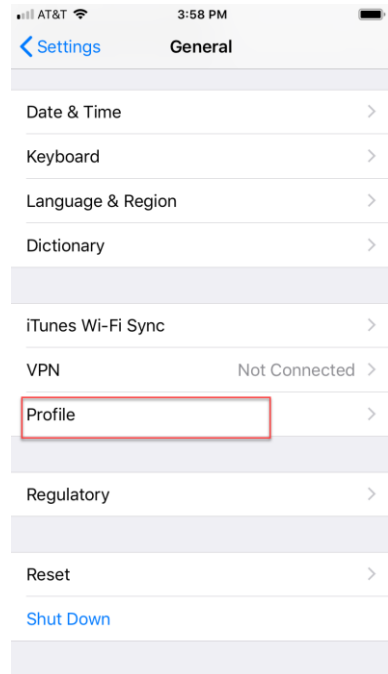 AT&T 3:58 PM
Settings General
Date & Time
Keyboard
Language & Region
Dictionary
iTunes Wi-Fi Sync
VPN Not Connected
Profile
Regulatory
Reset
Shut Down